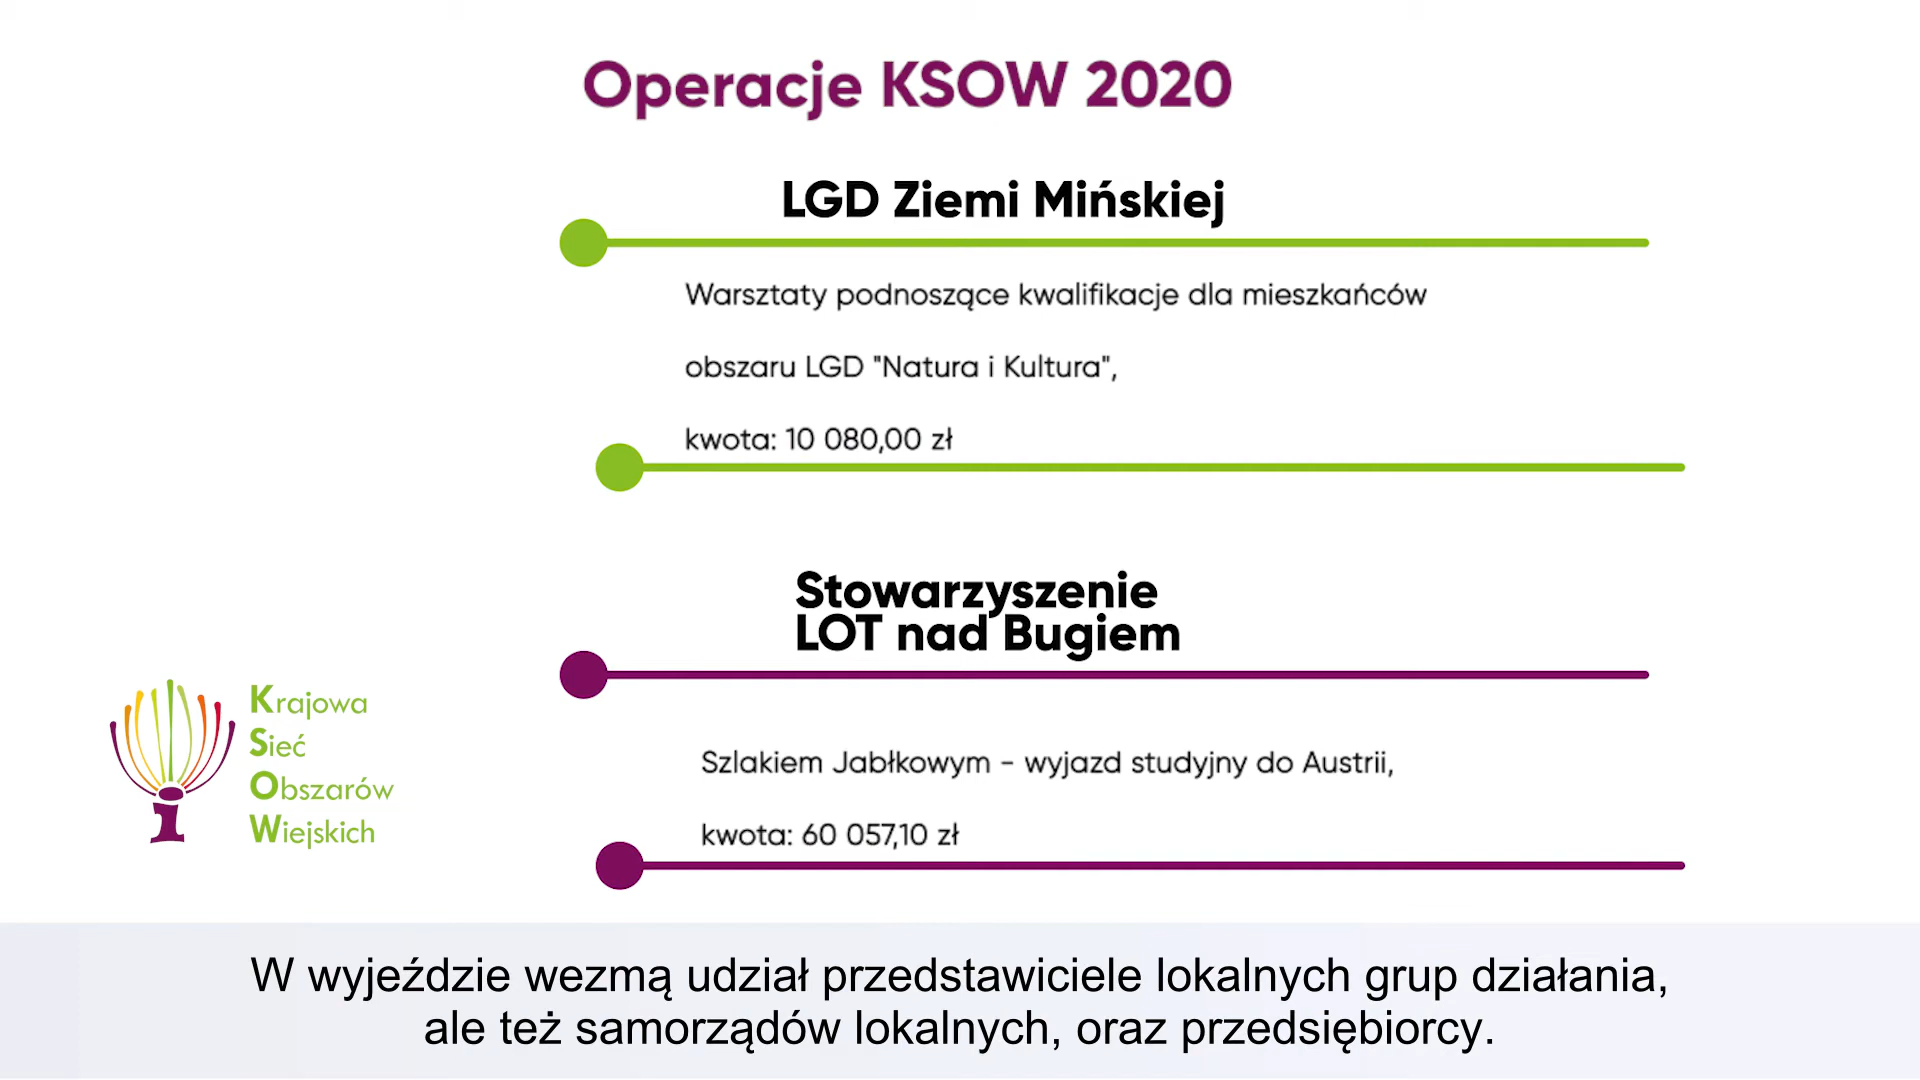 Operacje KSOW 2020
LGD Ziemi Mińskiej
Warsztaty podnoszące kwalifikacje dla mieszkańców
obszaru LGD "Natura i Kultura",
kwota: 10 080,00 zł
Stowarzyszenie
LOT nad Bugiem
Szlakiem Jabłkowym - wyjazd studyjny do Austrii,
kwota: 60 057,10 zł
Krajowa
Sieć
Obszarów
Wiejskich
W wyjeździe wezmą udział przedstawiciele lokalnych grup działania,
ale też samorządów lokalnych, oraz przedsiębiorcy.